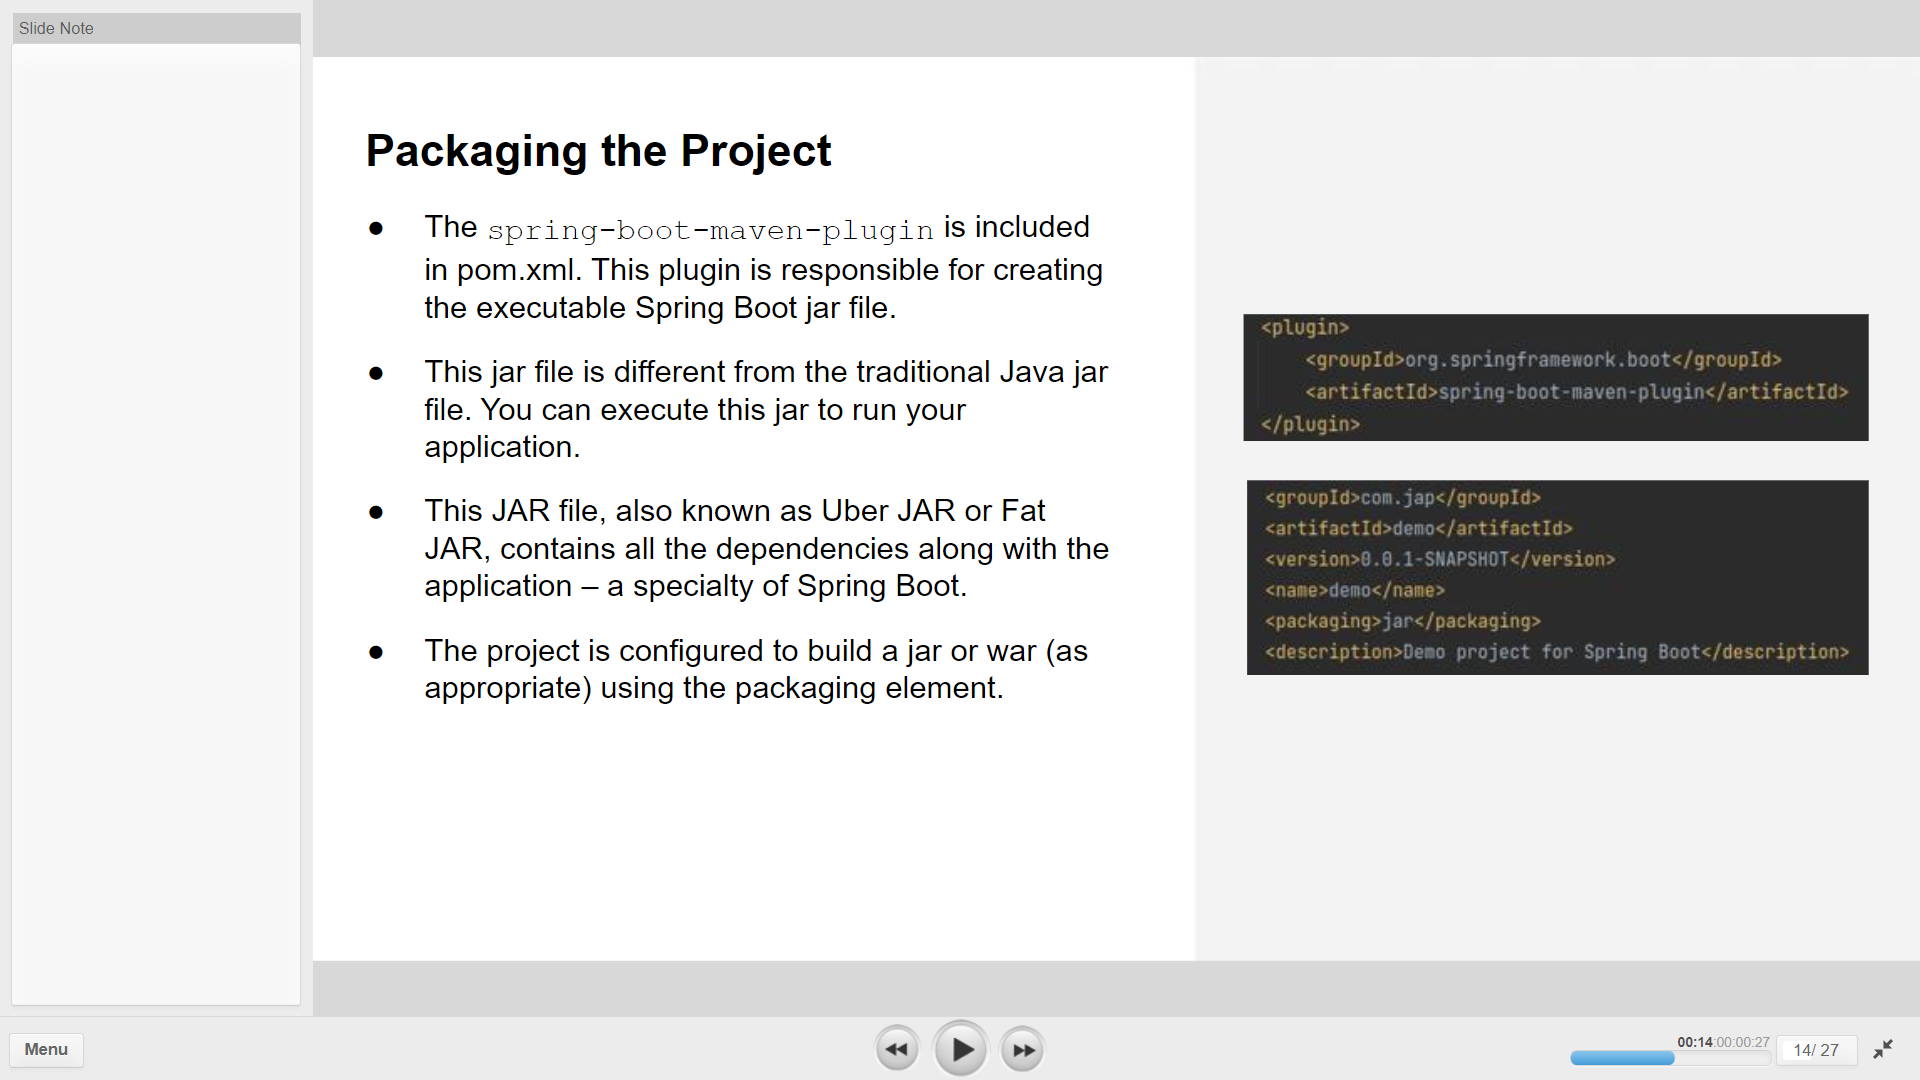 Slide Note
Packaging the Project
● The spring-boot-maven-plugin is included
in pom.xml. This plugin is responsible for creating
the executable Spring Boot jar file.
● This jar file is different from the traditional Java jar
file. You can execute this jar to run your
application.
● This JAR file, also known as Uber JAR or Fat
JAR, contains all the dependencies along with the
application – a specialty of Spring Boot.
● The project is configured to build a jar or war (as
appropriate) using the packaging element.
<plugin>
<groupId>org.springframework.boot</groupId>
<artifactId>spring-boot-maven-plugin</artifactId>
</plugin>
<groupId>com.jap</groupId>
<artifactId>demo</artifactId>
<version>0.0.1-SNAPSHOT</version>
<name>demo</name>
<packaging>jar</packaging>
<description>Demo project for Spring Boot</description>
Menu
00:14:00:00:27
14/ 27